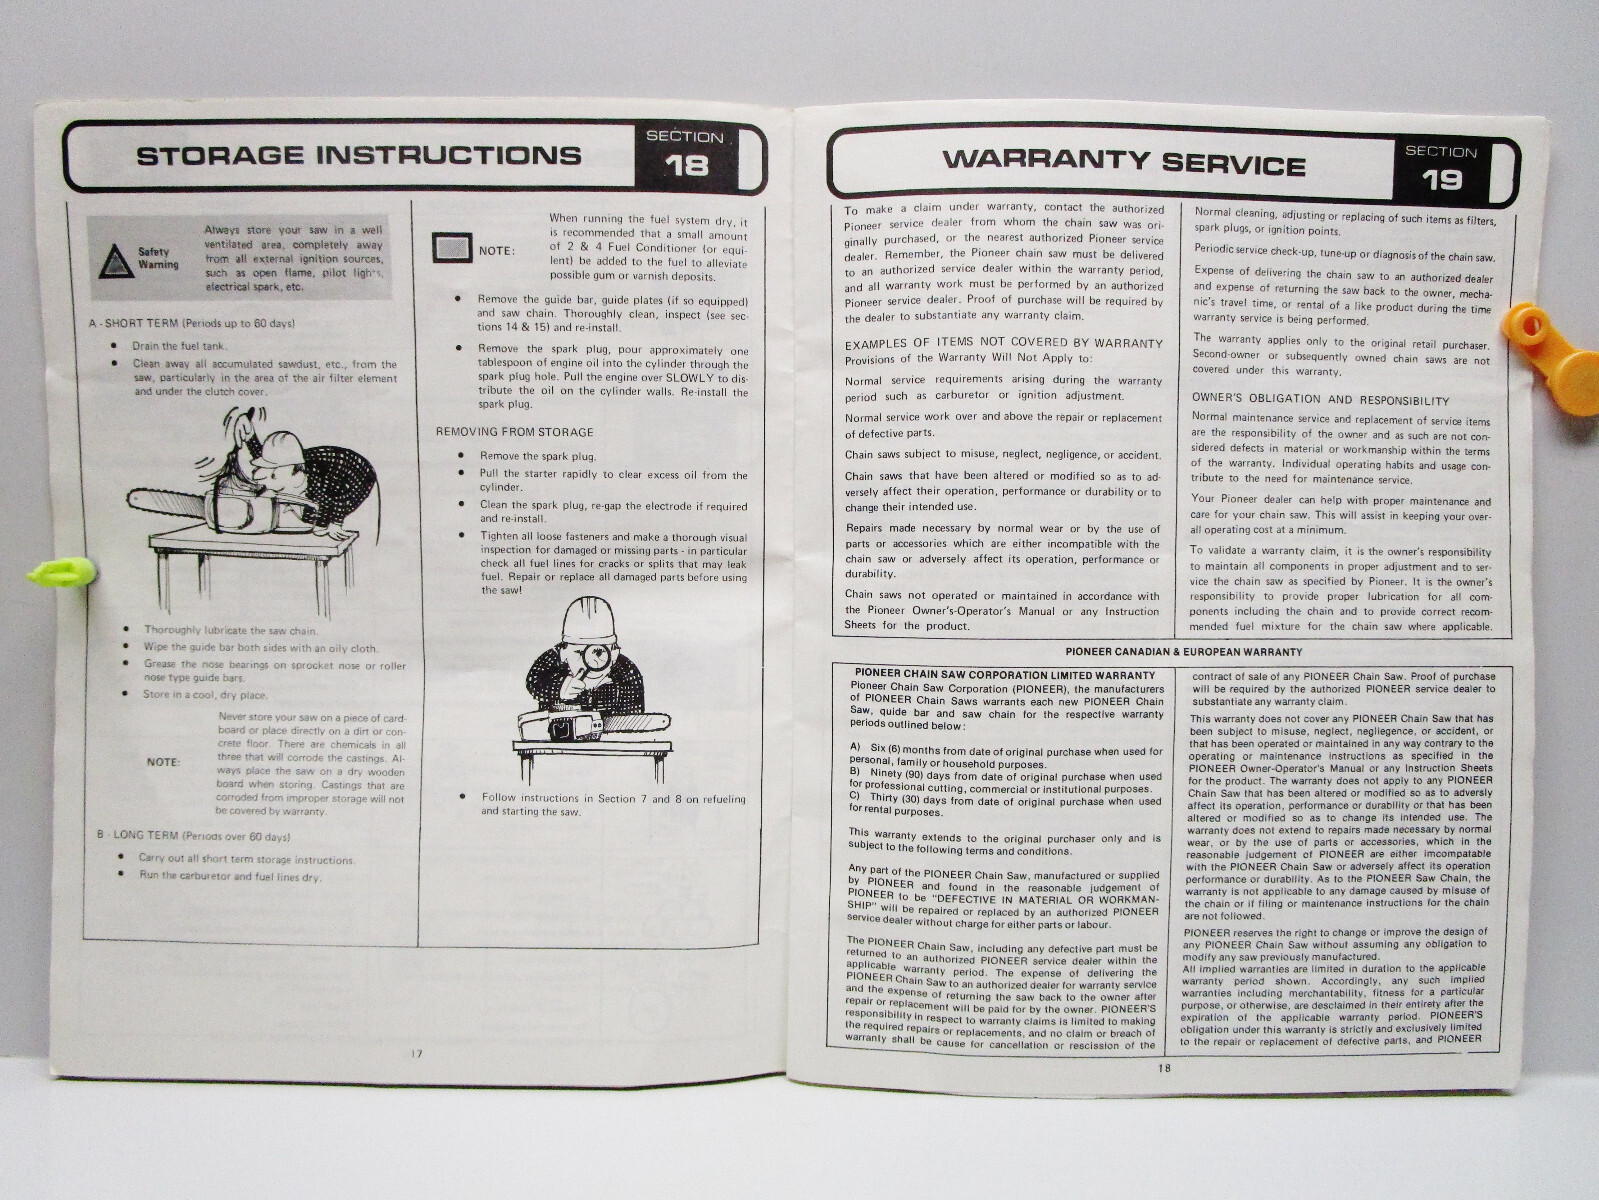 STORAGE INSTRUCTIONS
SECTION
18
Safety
Warning
Always store your saw in a well
ventilated area, completely away
from all external ignition sources,
such as open flame, pilot lights,
electrical spark, etc.
A - SHORT TERM (Periods up to 60 days)
• Drain the fuel tank.
• Clean away all accumulated sawdust, etc., from the
saw, particularly in the area of the air filter element
and under the clutch cover.
• Thoroughly lubricate the saw chain.
• Wipe the guide bar both sides with an oily cloth.
• Grease the nose bearings on sprocket nose or roller
nose type guide bars.
• Store in a cool, dry place.
NOTE:
Never store your saw on a piece of card-
board or place directly on a dirt or con-
crete floor. There are chemicals in all
three that will corrode the castings. Al-
ways place the saw on a dry wooden
board when storing. Castings that are
corroded from improper storage will not
be covered by warranty.
B - LONG TERM (Periods over 60 days)
• Carry out all short term storage instructions.
• Run the carburetor and fuel lines dry.
NOTE:
When running the fuel system dry, it
is recommended that a small amount
of 2 & 4 Fuel Conditioner (or equi-
lent) be added to the fuel to alleviate
possible gum or varnish deposits.
• Remove the guide bar, guide plates (if so equipped)
and saw chain. Thoroughly clean, inspect (see sec-
tions 14 & 15) and re-install.
• Remove the spark plug, pour approximately one
tablespoon of engine oil into the cylinder through the
spark plug hole. Pull the engine over SLOWLY to dis-
tribute the oil on the cylinder walls. Re-install the
spark plug.
REMOVING FROM STORAGE
• Remove the spark plug.
• Pull the starter rapidly to clear excess oil from the
cylinder.
• Clean the spark plug, re-gap the electrode if required
and re-install.
• Tighten all loose fasteners and make a thorough visual
inspection for damaged or missing parts - in particular
check all fuel lines for cracks or splits that may leak
fuel. Repair or replace all damaged parts before using
the saw!
• Follow instructions in Section 7 and 8 on refueling
and starting the saw.
17
WARRANTY SERVICE
SECTION
19
To make a claim under warranty, contact the authorized
Pioneer service dealer from whom the chain saw was ori-
ginally purchased, or the nearest authorized Pioneer service
dealer. Remember, the Pioneer chain saw must be delivered
to an authorized service dealer within the warranty period,
and all warranty work must be performed by an authorized
Pioneer service dealer. Proof of purchase will be required by
the dealer to substantiate any warranty claim.
EXAMPLES OF ITEMS NOT COVERED BY WARRANTY
Provisions of the Warranty Will Not Apply to:
Normal service requirements arising during the warranty
period such as carburetor or ignition adjustment.
Normal service work over and above the repair or replacement
of defective parts.
Chain saws subject to misuse, neglect, negligence, or accident.
Chain saws that have been altered or modified so as to ad-
versely affect their operation, performance or durability or to
change their intended use.
Repairs made necessary by normal wear or by the use of
parts or accessories which are either incompatible with the
chain saw or adversely affect its operation, performance or
durability.
Chain saws not operated or maintained in accordance with
the Pioneer Owner's-Operator's Manual or any Instruction
Sheets for the product.
Normal cleaning, adjusting or replacing of such items as filters,
spark plugs, or ignition points.
Periodic service check-up, tune-up or diagnosis of the chain saw.
Expense of delivering the chain saw to an authorized dealer
and expense of returning the saw back to the owner, mecha-
nic's travel time, or rental of a like product during the time
warranty service is being performed.
The warranty applies only to the original retail purchaser.
Second-owner or subsequently owned chain saws are not
covered under this warranty.
OWNER'S OBLIGATION AND RESPONSIBILITY
Normal maintenance service and replacement of service items
are the responsibility of the owner and as such are not con-
sidered defects in material or workmanship within the terms
of the warranty. Individual operating habits and usage con-
tribute to the need for maintenance service.
Your Pioneer dealer can help with proper maintenance and
care for your chain saw. This will assist in keeping your over-
all operating cost at a minimum.
To validate a warranty claim, it is the owner's responsibility
to maintain all components in proper adjustment and to ser-
vice the chain saw as specified by Pioneer. It is the owner's
responsibility to provide proper lubrication for all com-
ponents including the chain and to provide correct recom-
mended fuel mixture for the chain saw where applicable.
PIONEER CANADIAN & EUROPEAN WARRANTY
PIONEER CHAIN SAW CORPORATION LIMITED WARRANTY
Pioneer Chain Saw Corporation (PIONEER), the manufacturers
of PIONEER Chain Saws warrants each new PIONEER Chain
Saw, quide bar and saw chain for the respective warranty
periods outlined below:
A) Six (6) months from date of original purchase when used for
personal, family or household purposes.
B) Ninety (90) days from date of original purchase when used
for professional cutting, commercial or institutional purposes.
C) Thirty (30) days from date of original purchase when used
for rental purposes.
This warranty extends to the original purchaser only and is
subject to the following terms and conditions.
Any part of the PIONEER Chain Saw, manufactured or supplied
by PIONEER and found in the reasonable judgement of
PIONEER to be "DEFECTIVE IN MATERIAL OR WORKMAN-
SHIP" will be repaired or replaced by an authorized PIONEER
service dealer without charge for either parts or labour.
The PIONEER Chain Saw, including any defective part must be
returned to an authorized PIONEER service dealer within the
applicable warranty period. The expense of delivering the
PIONEER Chain Saw to an authorized dealer for warranty service
and the expense of returning the saw back to the owner after
repair or replacement will be paid for by the owner. PIONEER'S
responsibility in respect to warranty claims is limited to making
the required repairs or replacements, and no claim or breach of
warranty shall be cause for cancellation or rescission of the
contract of sale of any PIONEER Chain Saw. Proof of purchase
will be required by the authorized PIONEER service dealer to
substantiate any warranty claim.
This warranty does not cover any PIONEER Chain Saw that has
been subject to misuse, neglect, negliegence, or accident, or
that has been operated or maintained in any way contrary to the
operating or maintenance instructions as specified in the
PIONEER Owner-Operator's Manual or any Instruction Sheets
for the product. The warranty does not apply to any PIONEER
Chain Saw that has been altered or modified so as to adversly
affect its operation, performance or durability or that has been
altered or modified so as to change its intended use. The
warranty does not extend to repairs made necessary by normal
wear, or by the use of parts or accessories, which in the
reasonable judgement of PIONEER are either imcompatable
with the PIONEER Chain Saw or adversely affect its operation
performance or durability. As to the PIONEER Saw Chain, the
warranty is not applicable to any damage caused by misuse of
the chain or if filing or maintenance instructions for the chain
are not followed.
PIONEER reserves the right to change or improve the design of
any PIONEER Chain Saw without assuming any obligation to
modify any saw previously manufactured.
All implied warranties are limited in duration to the applicable
warranty period shown. Accordingly, any such implied
warranties including merchantability, fitness for a particular
purpose, or otherwise, are desclaimed in their entirety after the
expiration of the applicable warranty period. PIONEER'S
obligation under this warranty is strictly and exclusively limited
to the repair or replacement of defective parts, and PIONEER
18